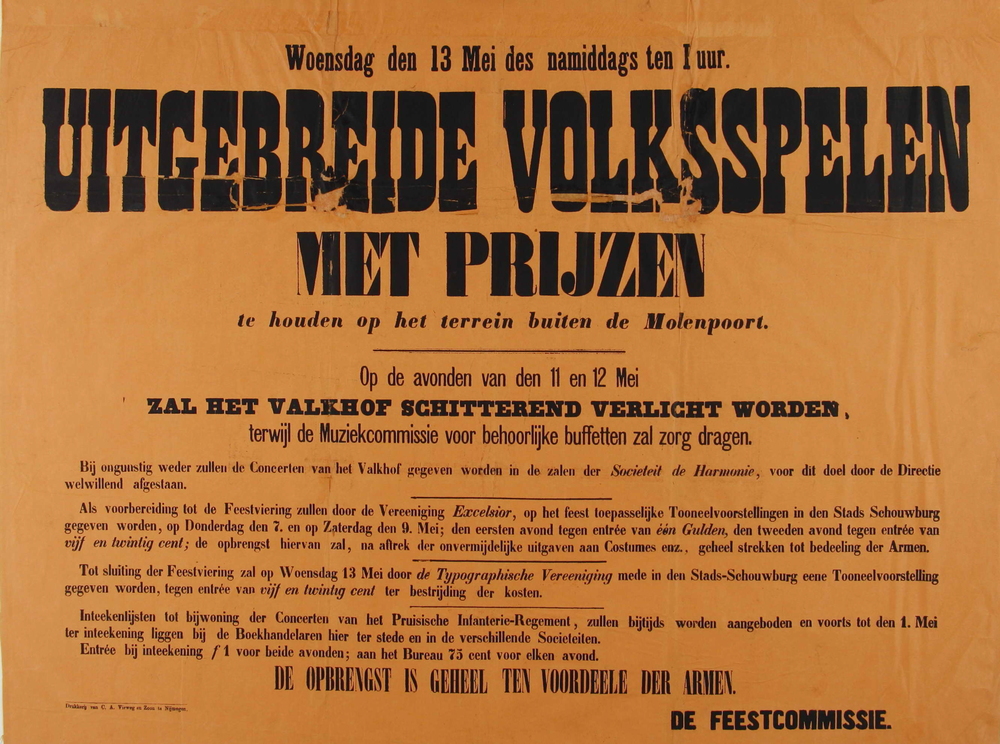 Woensdag den 13 Mei des namiddags ten 1 uur.
UITGEBREIDE VOLKSSPELEN
MET PRIJZEN
te houden op het terrein buiten de Molenpoort.
Op de avonden van den 11 en 12 Mei
ZAL HET VALKHOF SCHITTEREND VERLICHT WORDEN,
terwijl de Muziekcommissie voor behoorlijke buffetten zal zorg dragen.
Bij ongunstig weder zullen de Concerten van het Valkhof gegeven worden in de zalen der Societeit de Harmonie, voor dit doel door de Directie
welwillend afgestaan.
Als voorbereiding tot de Feestviering zullen door de Vereeniging Excelsior, op het feest toepasselijke Tooneelvoorstellingen in den Stads Schouwburg
gegeven worden, op Donderdag den 7. en op Zaterdag den 9. Mei; den eersten avond tegen entrée van één Gulden, den tweeden avond tegen entrée van
vijf en twintig cent; de opbrengst hiervan zal, na aftrek der onvermijdelijke uitgaven aan Costumes enz., geheel strekken tot bedeeling der Armen.
Tot sluiting der Feestviering zal op Woensdag 13 Mei door de Typographische Vereeniging mede in den Stads-Schouwburg eene Tooneelvoorstelling
gegeven worden, tegen entrée van vijf en twintig cent ter bestrijding der kosten.
Inteekenlijsten tot bijwoning der Concerten van het Pruisische Infanterie-Regement, zullen bijtijds worden aangeboden en voorts tot den 1. Mei
ter inteekening liggen bij de Boekhandelaren hier ter stede en in de verschillende Societeiten.
Entrée bij inteekening f 1 voor beide avonden; aan het Bureau 75 cent voor elken avond.
DE OPBRENGST IS GEHEEL TEN VOORDEELE DER ARMEN.
Drukkerij van C. A. Vieweg en Zoon te Nijmegen.
DE FEESTCOMMISSIE.